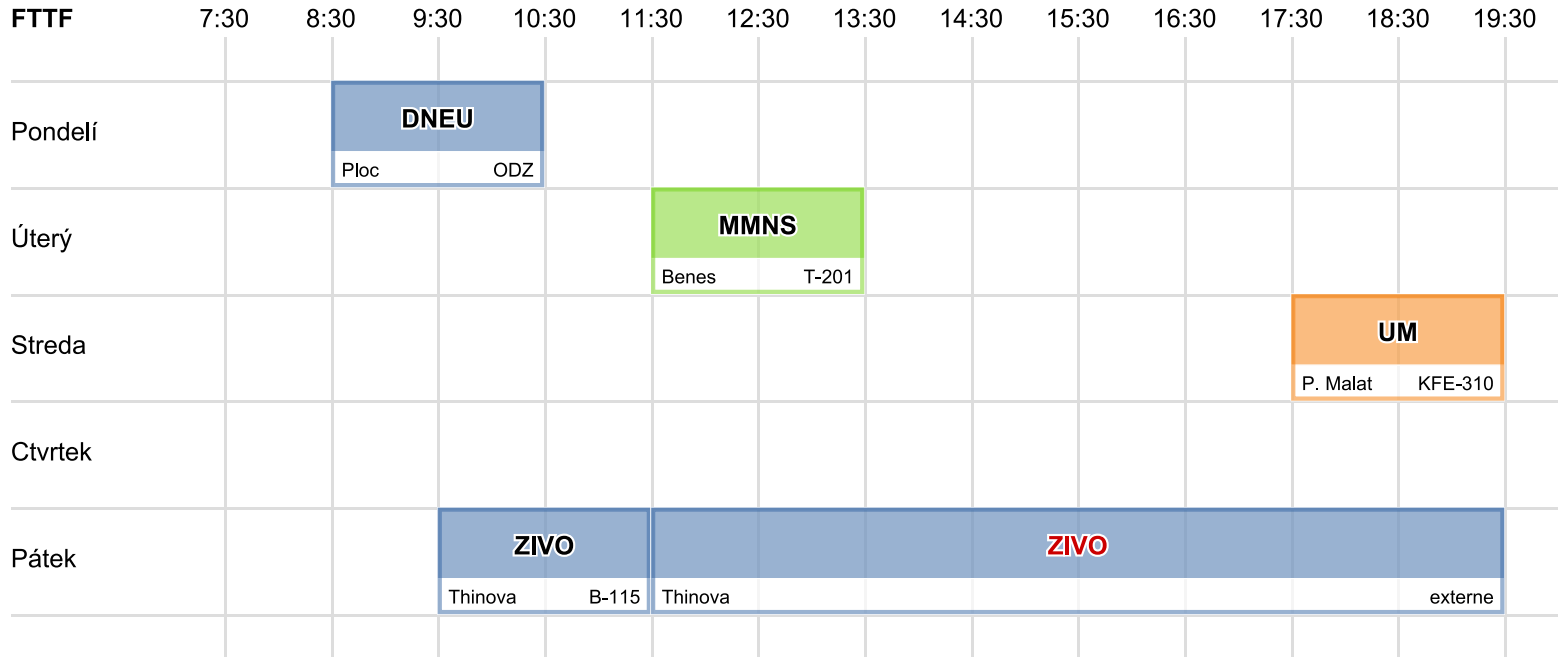 FTTF 7:30 8:30 9:30 10:30 11:30 12:30 13:30 14:30 15:30 16:30 17:30 18:30 19:30
Pondelí
DNEU
Ploc ODZ
Úterý
MMNS
Benes T-201
Streda
UM
P. Malat KFE-310
Ctvrtek
Pátek
ZIVO ZIVO
Thinova B-115 Thinova externe